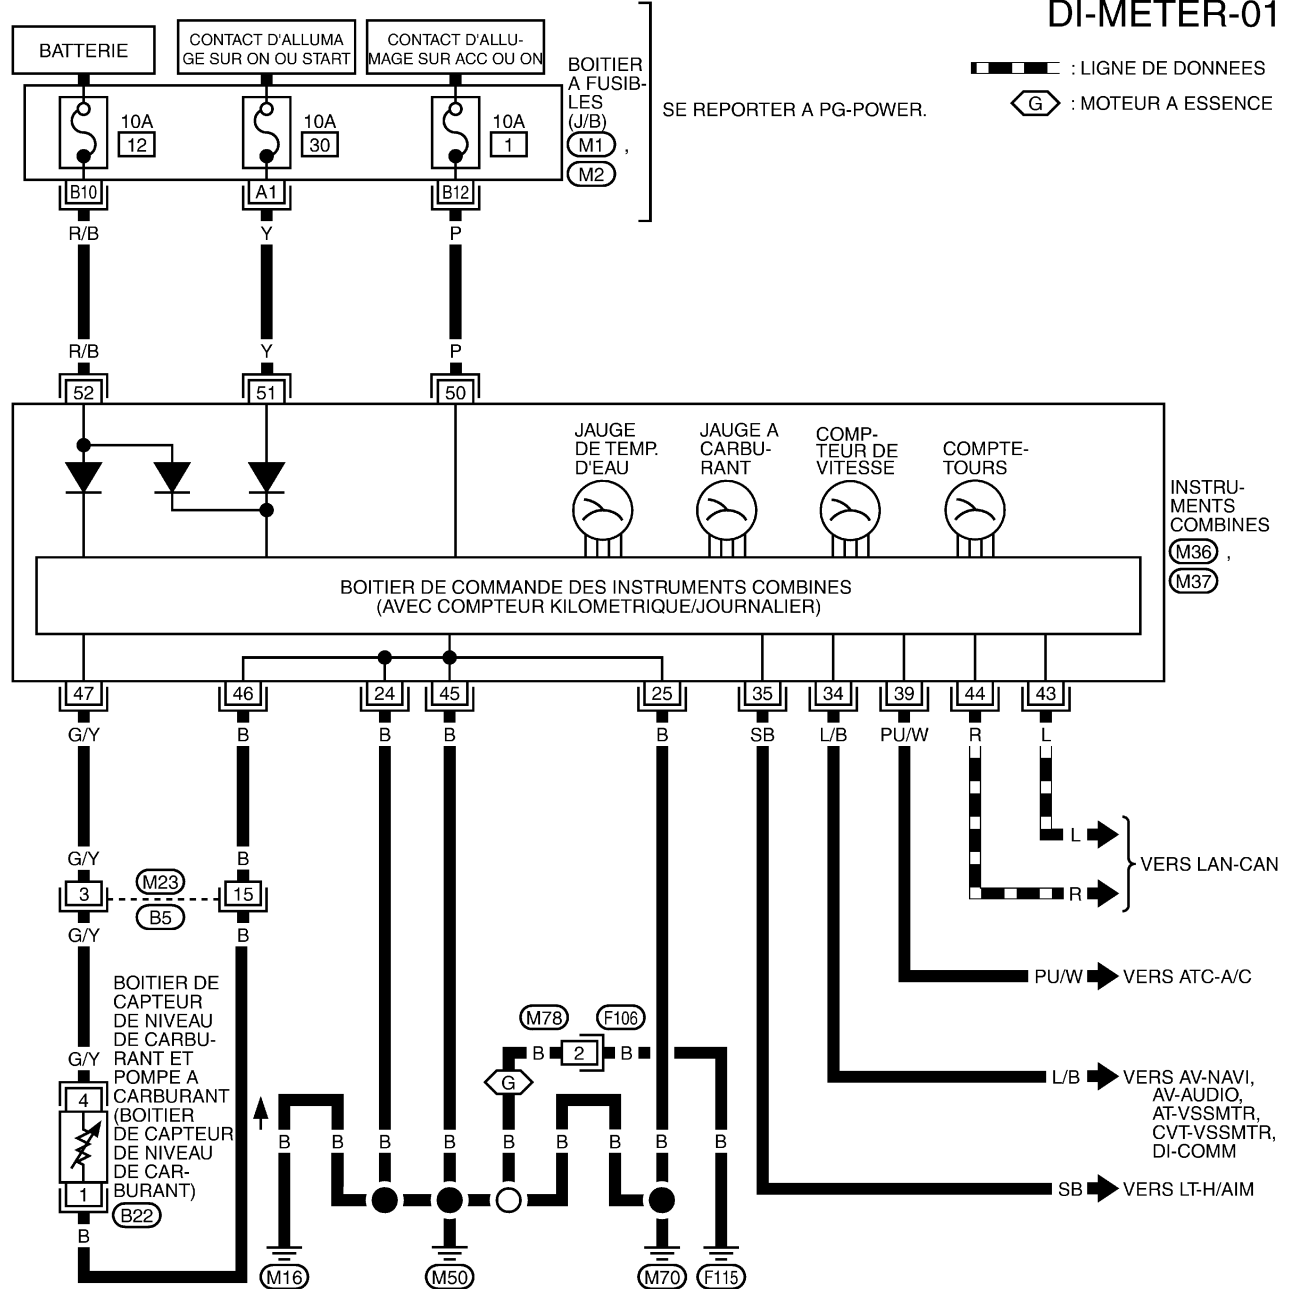 DI-METER-01
: LIGNE DE DONNEES
G : MOTEUR A ESSENCE
BATTERIE
CONTACT D'ALLUMA
GE SUR ON OU START
CONTACT D'ALLU-
MAGE SUR ACC OU ON
BOITIER
A FUSIB-
LES
(J/B)
M1 ,
M2
SE REPORTER A PG-POWER.
10A
12
10A
30
10A
1
B10 A1 B12
R/B Y P
R/B Y P
52 51 50
JAUGE
DE TEMP.
D'EAU
JAUGE A
CARBU-
RANT
COMP-
TEUR DE
VITESSE
COMPTE-
TOURS
INSTRU-
MENTS
COMBINES
M36 ,
M37
BOITIER DE COMMANDE DES INSTRUMENTS COMBINES
(AVEC COMPTEUR KILOMETRIQUE/JOURNALIER)
47 46 24 45 25 35 34 39 44 43
G/Y B B B B SB L/B PU/W R L
L
VERS LAN-CAN
R
G/Y B
3 M23 15
B5
G/Y B
PU/W VERS ATC-A/C
BOITIER DE
CAPTEUR
DE NIVEAU
DE CARBU-
RANT ET
POMPE A
CARBURANT
(BOITIER
DE CAPTEUR
DE NIVEAU
DE CAR-
BURANT)
B22
G/Y
4
1
B
M78 F106
B 2 B
G
L/B VERS AV-NAVI,
AV-AUDIO,
AT-VSSMTR,
CVT-VSSMTR,
DI-COMM
B B B B B B B B B
SB VERS LT-H/AIM
M16 M50 M70 F115